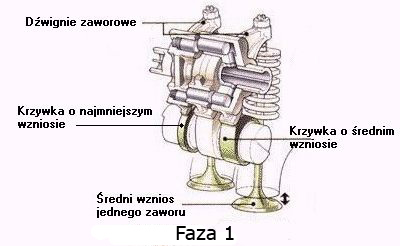 Dźwignie zaworowe
Krzywka o najmniejszym
wzniosie
Krzywka o średnim
wzniosie
Średni wznios
jednego zaworu
Faza 1